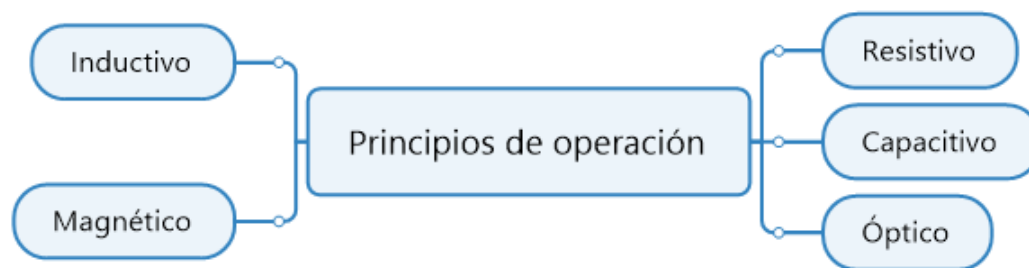 Inductivo
Magnético
Principios de operación
Resistivo
Capacitivo
Óptico